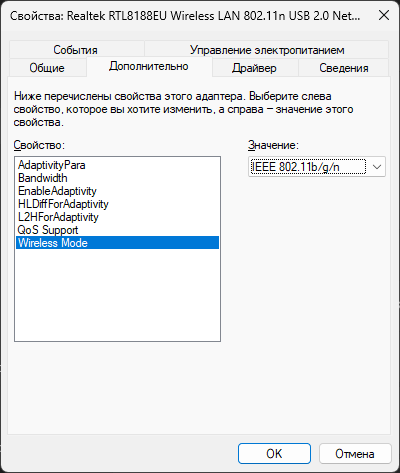 Свойства: Realtek RTL8188EU Wireless LAN 802.11n USB 2.0 Net...
События
Управление электропитанием
Общие
Дополнительно
Драйвер
Сведения
Ниже перечислены свойства этого адаптера. Выберите слева
свойство, которое вы хотите изменить, а справа – значение этого
свойства.
Свойство:
Значение:
AdaptivityPara
Bandwidth
EnableAdaptivity
HLDiffForAdaptivity
L2HForAdaptivity
QoS Support
Wireless Mode
IEEE 802.11b/g/n
OK
Отмена